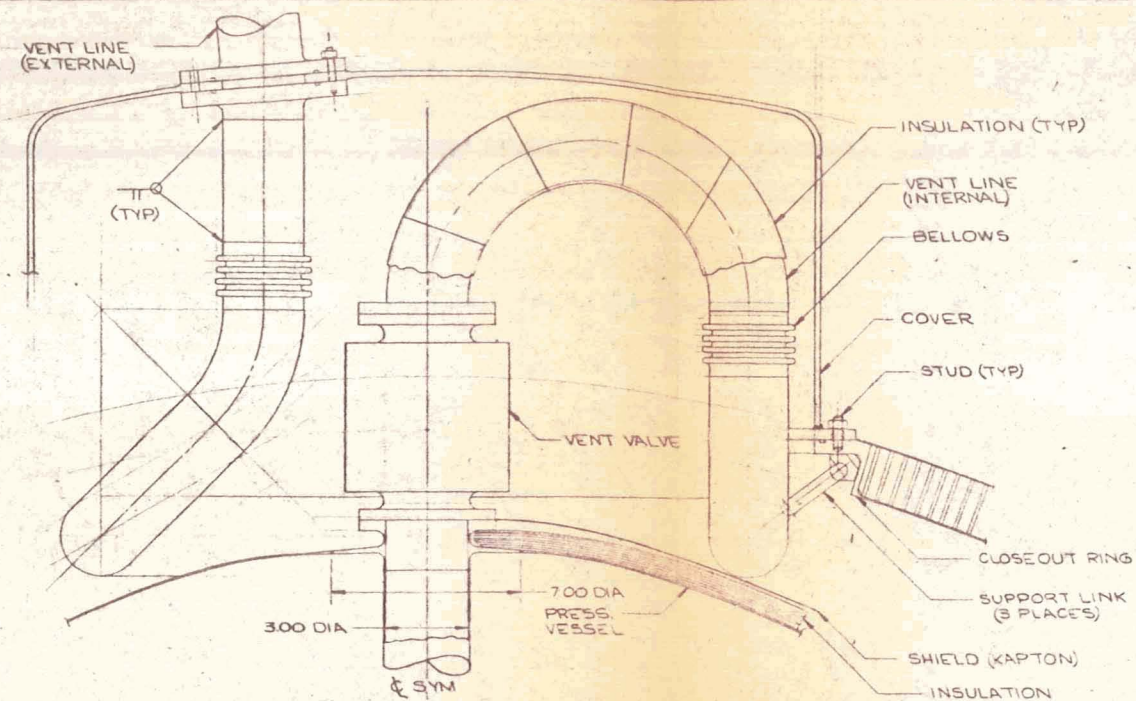 VENT LINE
(EXTERNAL)
INSULATION (TYP)
VENT LINE
(INTERNAL)
(TYP)
BELLOWS
COVER
STUD (TYP)
VENT VALVE
CLOSEOUT RING
7.00 DIA
SUPPORT LINK
(3 PLACES)
PRESS.
VESSEL
3.00 DIA
SHIELD (KAPTON)
℄ SYM
INSULATION